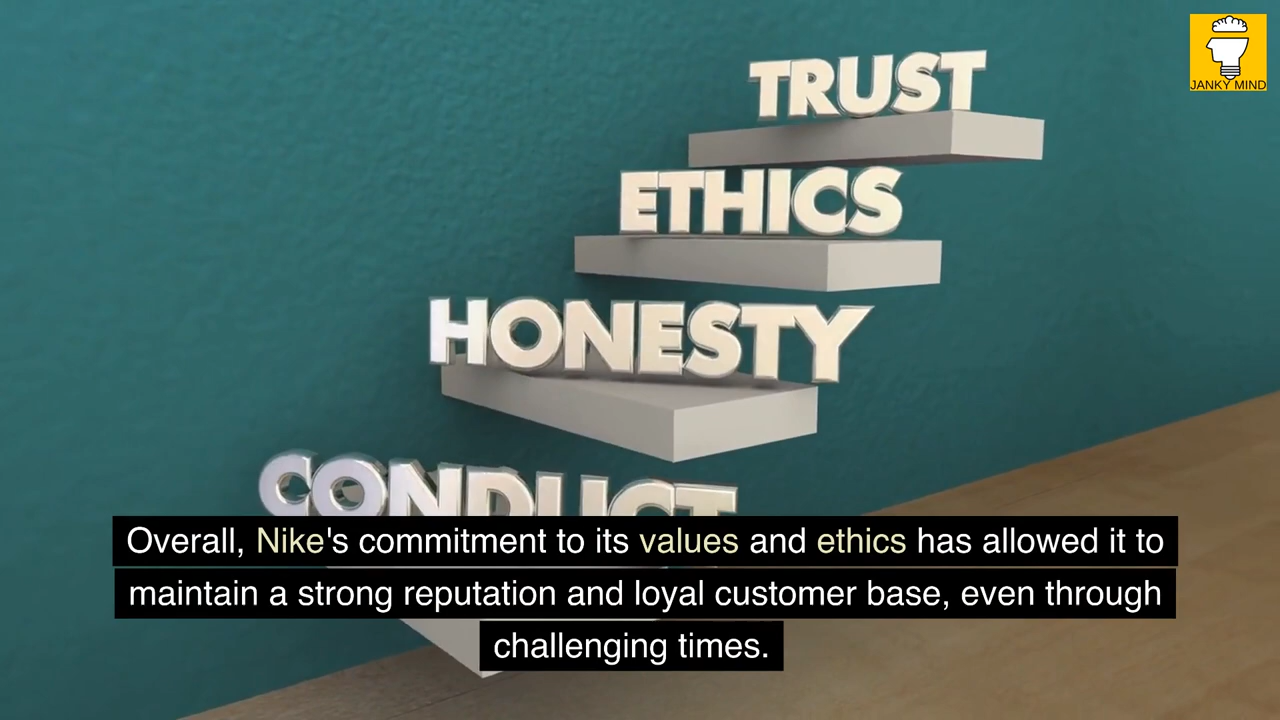 TRUST
JANKY MIND
ETHICS
HONESTY
CONDUCT
Overall, Nike's commitment to its values and ethics has allowed it to
maintain a strong reputation and loyal customer base, even through
challenging times.